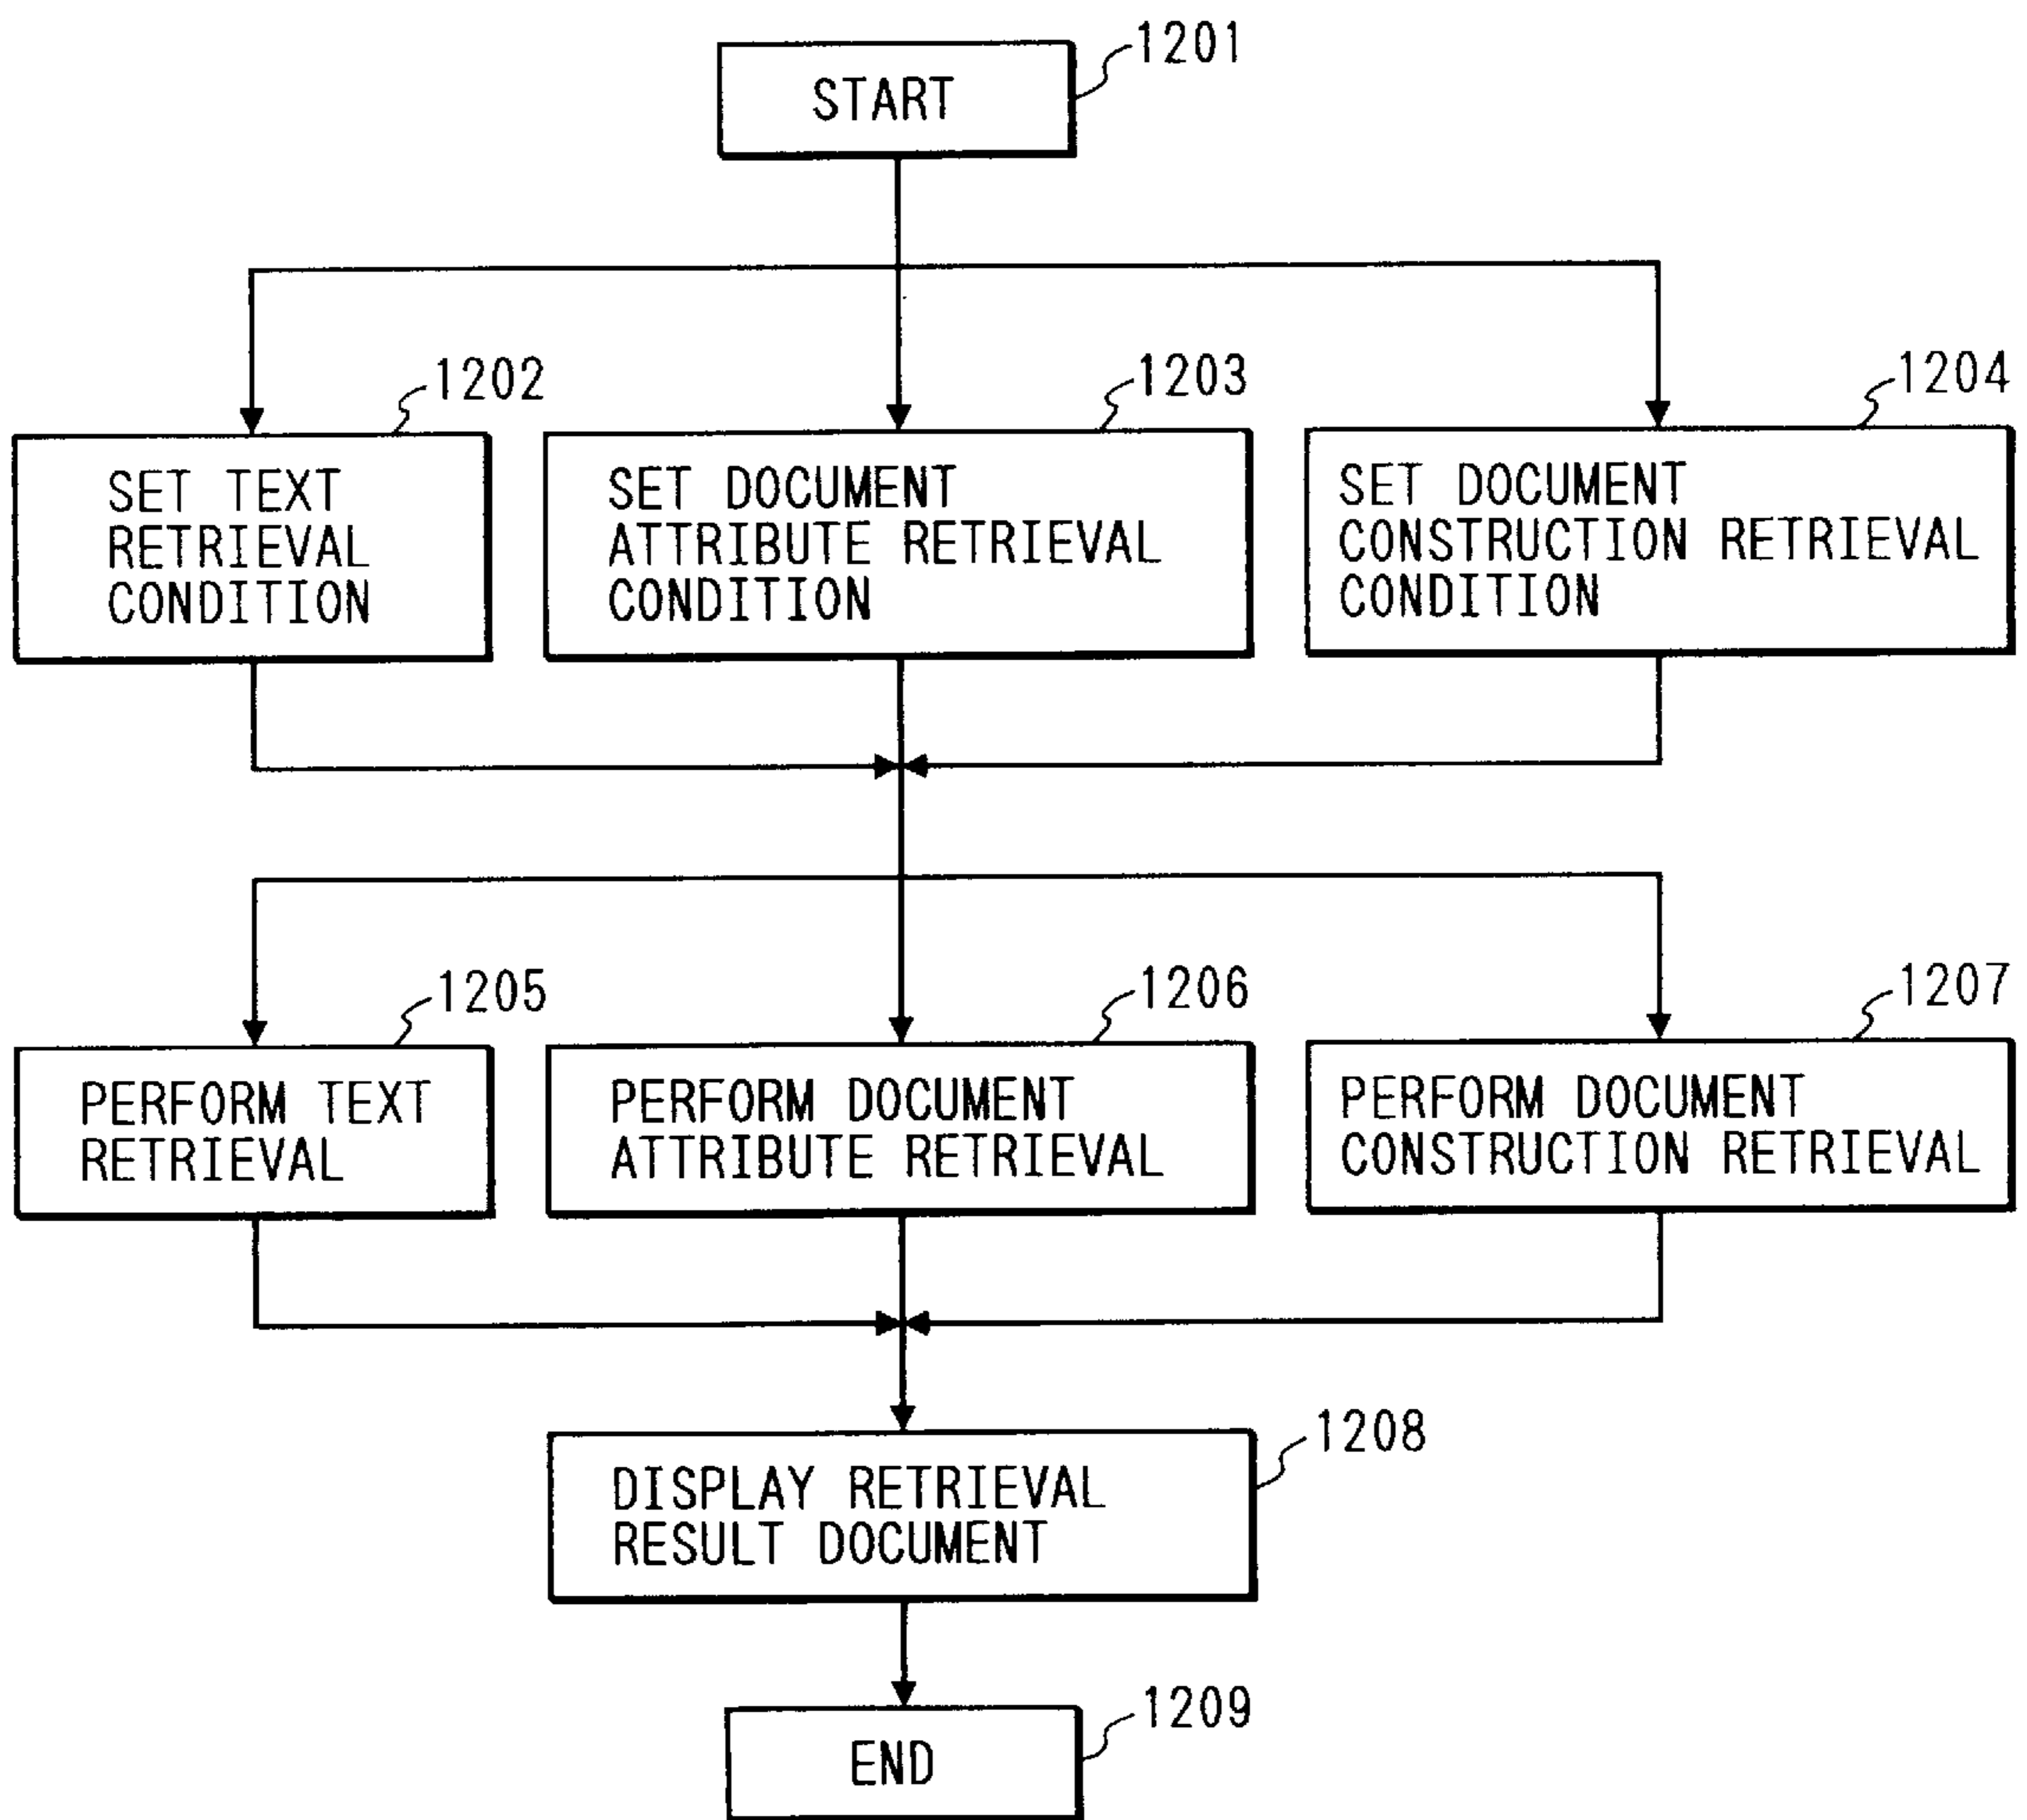 1201
START
1202
SET TEXT
RETRIEVAL
CONDITION
1203
SET DOCUMENT
ATTRIBUTE RETRIEVAL
CONDITION
1204
SET DOCUMENT
CONSTRUCTION RETRIEVAL
CONDITION
1205
PERFORM TEXT
RETRIEVAL
1206
PERFORM DOCUMENT
ATTRIBUTE RETRIEVAL
1207
PERFORM DOCUMENT
CONSTRUCTION RETRIEVAL
1208
DISPLAY RETRIEVAL
RESULT DOCUMENT
1209
END